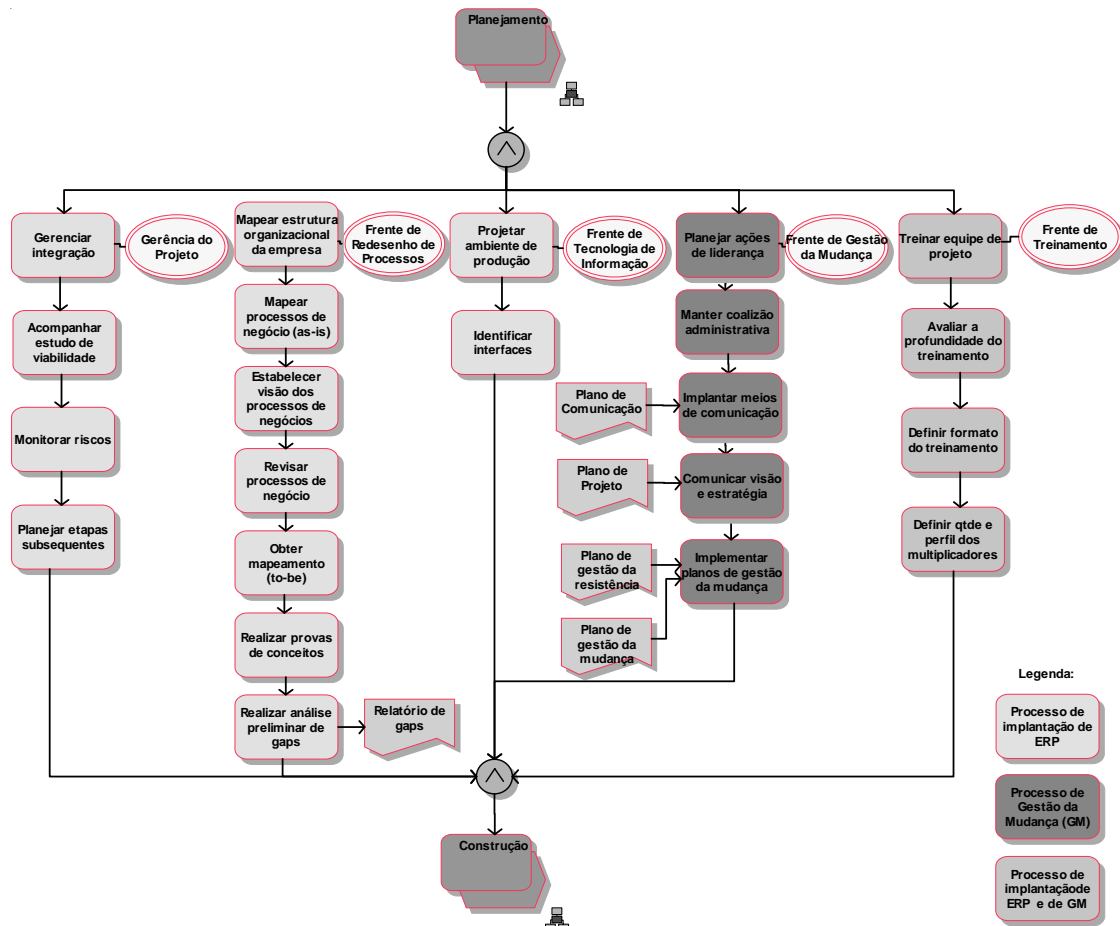 Planejamento
Gerenciar
integração
Gerência do
Projeto
Mapear estrutura
organizacional
da empresa
Frente de
Redesenho de
Processos
Projetar
ambiente de
produção
Frente de
Tecnologia de
Informação
Planejar ações
de liderança
Frente de Gestão
da Mudança
Treinar equipe de
projeto
Frente de
Treinamento
Acompanhar
estudo de
viabilidade
Monitorar riscos
Planejar etapas
subsequentes
Mapear
processos de
negócio (as-is)
Estabelecer
visão dos
processos de
negócios
Revisar
processos de
negócio
Obter
mapeamento
(to-be)
Realizar provas
de conceitos
Realizar análise
preliminar de
gaps
Relatório de
gaps
Identificar
interfaces
Manter coalizão
administrativa
Plano de
Comunicação
Implantar meios
de comunicação
Plano de
Projeto
Comunicar visão
e estratégia
Plano de
gestão da
resistência
Implementar
planos de gestão
da mudança
Plano de
gestão da
mudança
Avaliar a
profundidade do
treinamento
Definir formato
do treinamento
Definir qtde e
perfil dos
multiplicadores
Construção
Legenda:
Processo de
implantação de
ERP
Processo de
Gestão da
Mudança (GM)
Processo de
implantaçãode
ERP e de GM